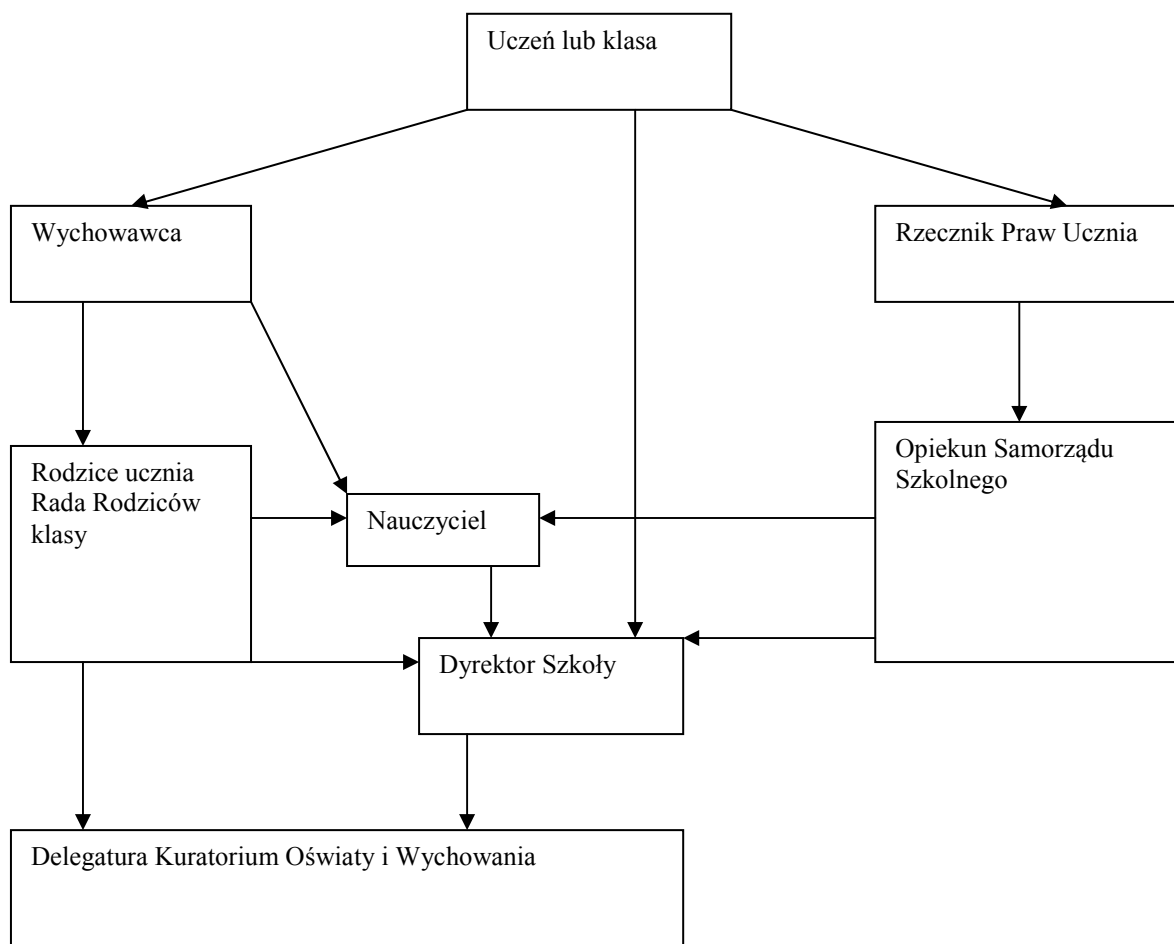 Uczeń lub klasa
Wychowawca
Rzecznik Praw Ucznia
Rodzice ucznia
Rada Rodziców
klasy
Nauczyciel
Opiekun Samorządu
Szkolnego
Dyrektor Szkoły
Delegatura Kuratorium Oświaty i Wychowania